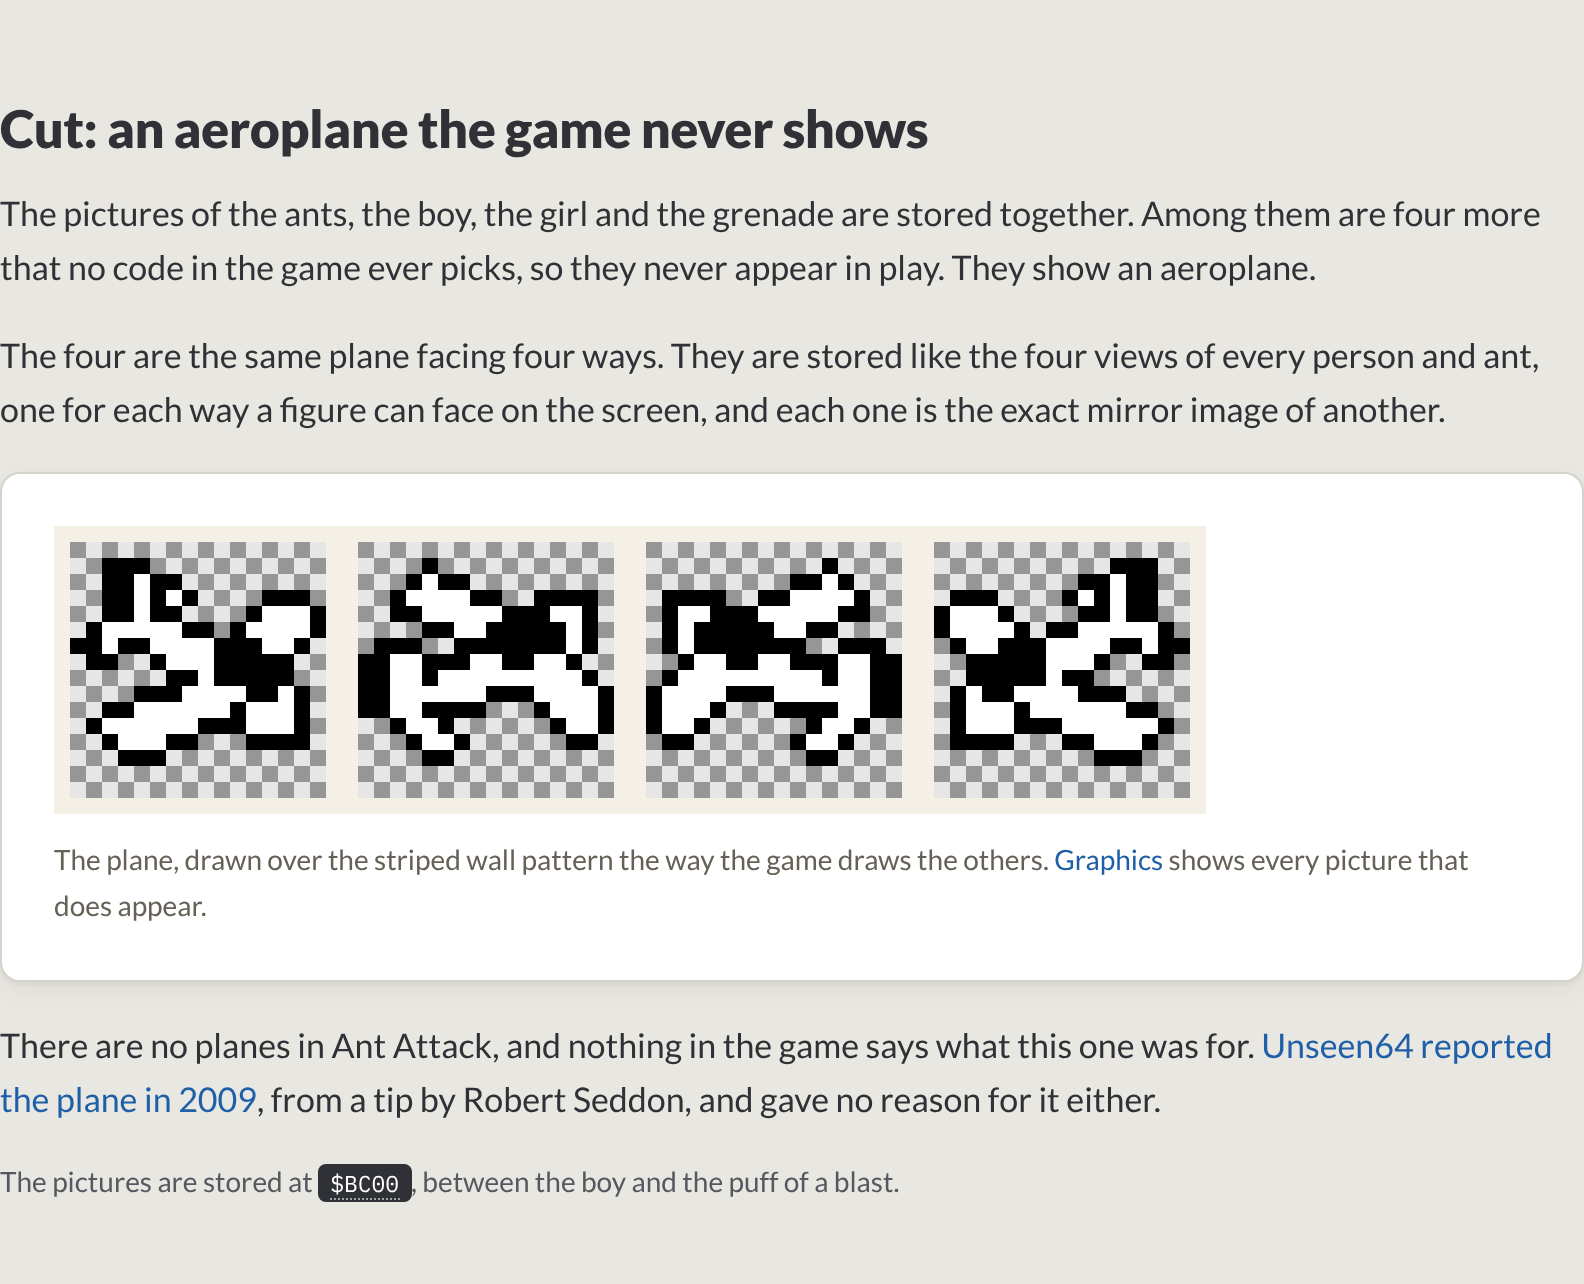 Cut: an aeroplane the game never shows
The pictures of the ants, the boy, the girl and the grenade are stored together. Among them are four more
that no code in the game ever picks, so they never appear in play. They show an aeroplane.
The four are the same plane facing four ways. They are stored like the four views of every person and ant,
one for each way a figure can face on the screen, and each one is the exact mirror image of another.
The plane, drawn over the striped wall pattern the way the game draws the others. Graphics shows every picture that
does appear.
There are no planes in Ant Attack, and nothing in the game says what this one was for. Unseen64 reported
the plane in 2009, from a tip by Robert Seddon, and gave no reason for it either.
The pictures are stored at $BC00, between the boy and the puff of a blast.